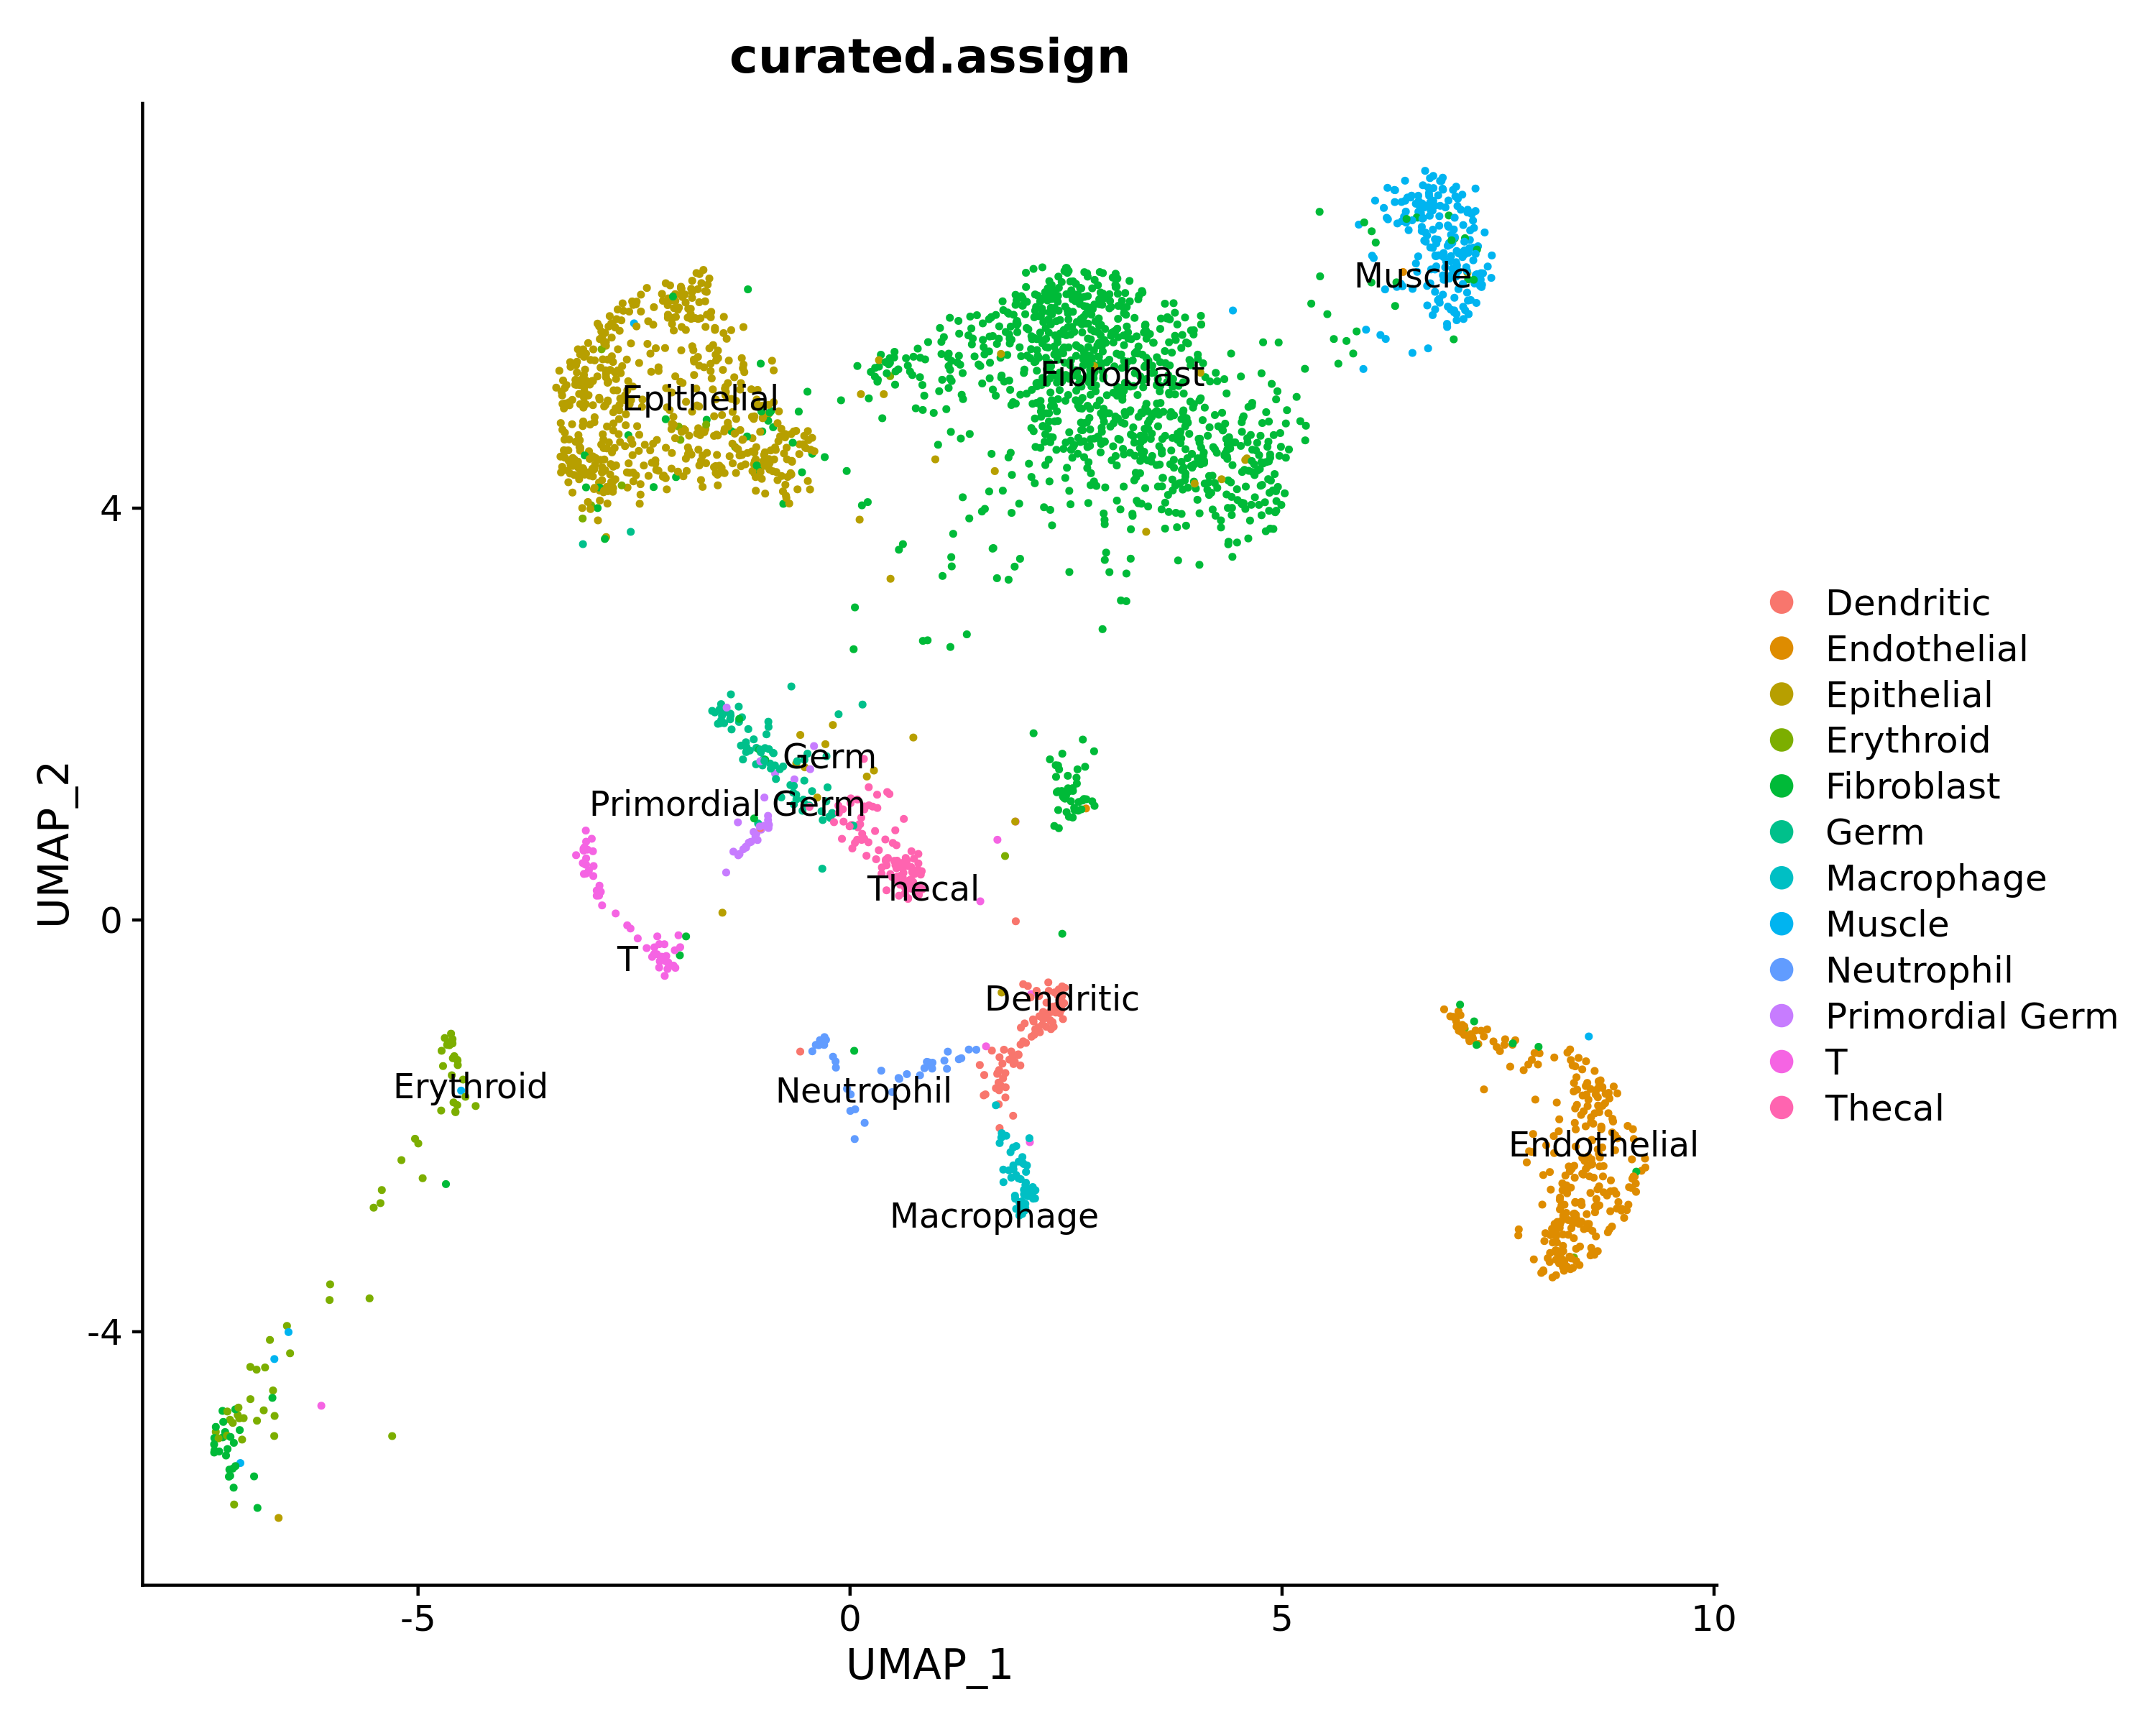 curated.assign
Muscle
Fibroblast
Epithelial
Germ
Primordial Germ
Thecal
T
Dendritic
Neutrophil
Erythroid
Endothelial
Macrophage
4
0
-4
UMAP_2
-5
0
5
10
UMAP_1
Dendritic
Endothelial
Epithelial
Erythroid
Fibroblast
Germ
Macrophage
Muscle
Neutrophil
Primordial Germ
T
Thecal